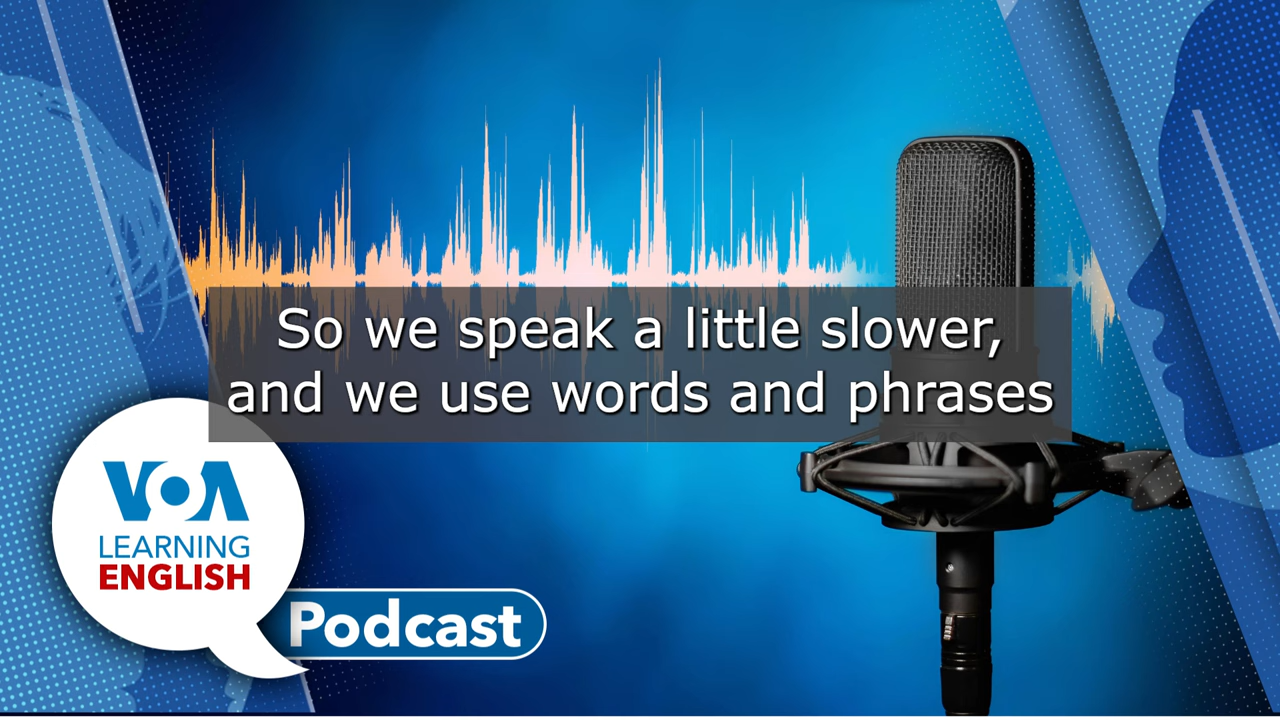 So we speak a little slower,
and we use words and phrases
VOA
LEARNING
ENGLISH
Podcast